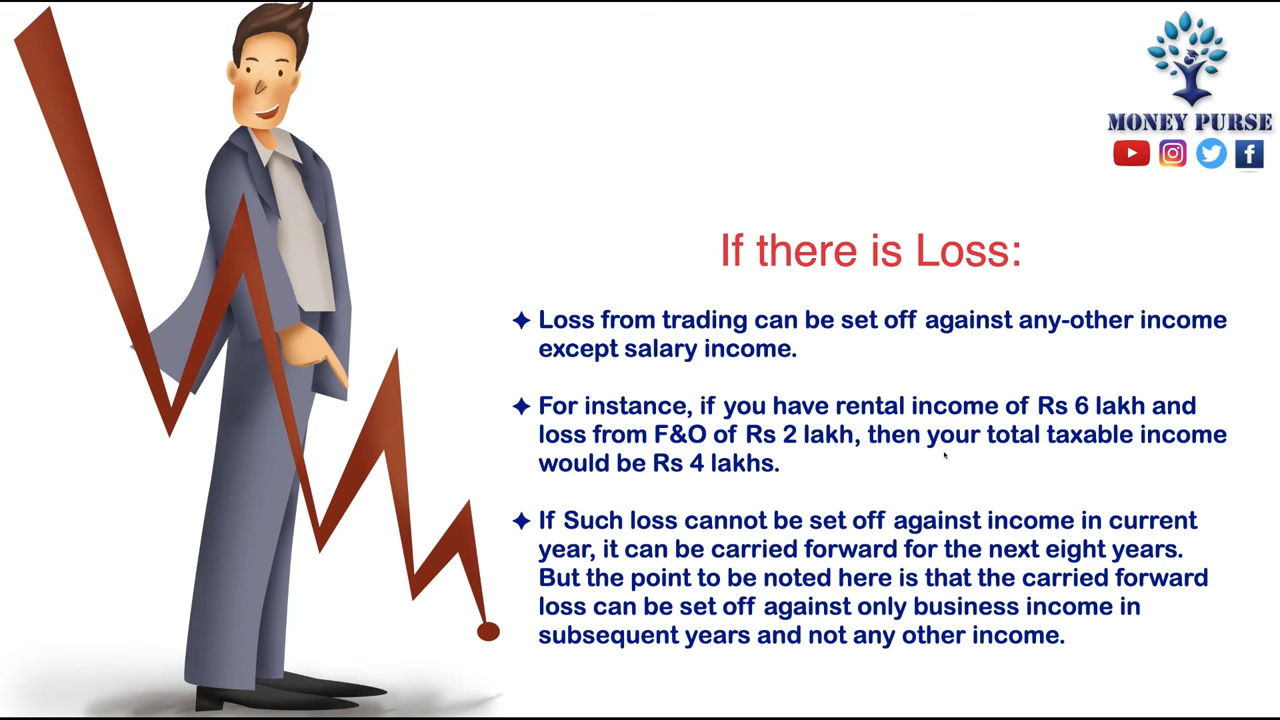 MONEY PURSE
If there is Loss:
✦ Loss from trading can be set off against any-other income
except salary income.
✦ For instance, if you have rental income of Rs 6 lakh and
loss from F&O of Rs 2 lakh, then your total taxable income
would be Rs 4 lakhs.
✦ If Such loss cannot be set off against income in current
year, it can be carried forward for the next eight years.
But the point to be noted here is that the carried forward
loss can be set off against only business income in
subsequent years and not any other income.